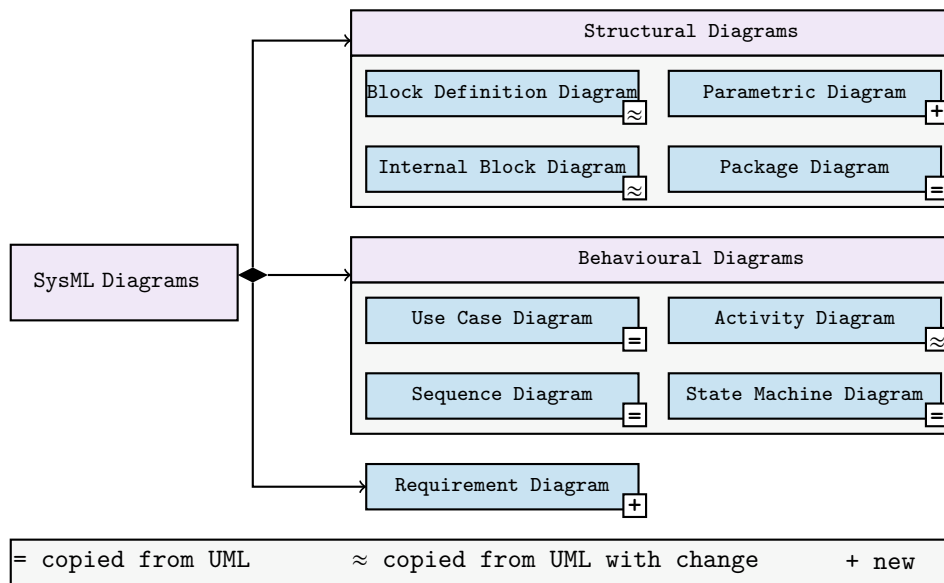 Structural Diagrams
Block Definition Diagram
≈
Parametric Diagram
+
Internal Block Diagram
≈
Package Diagram
=
SysML Diagrams
Behavioural Diagrams
Use Case Diagram
=
Activity Diagram
≈
Sequence Diagram
=
State Machine Diagram
=
Requirement Diagram
+
= copied from UML ≈ copied from UML with change + new